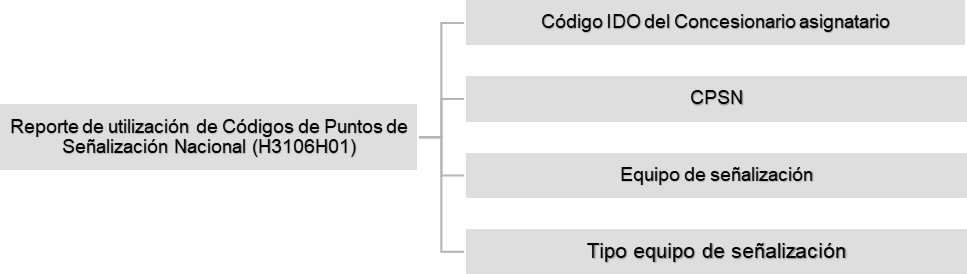 Código IDO del Concesionario asignatario
CPSN
Reporte de utilización de Códigos de Puntos de
Señalización Nacional (H3106H01)
Equipo de señalización
Tipo equipo de señalización